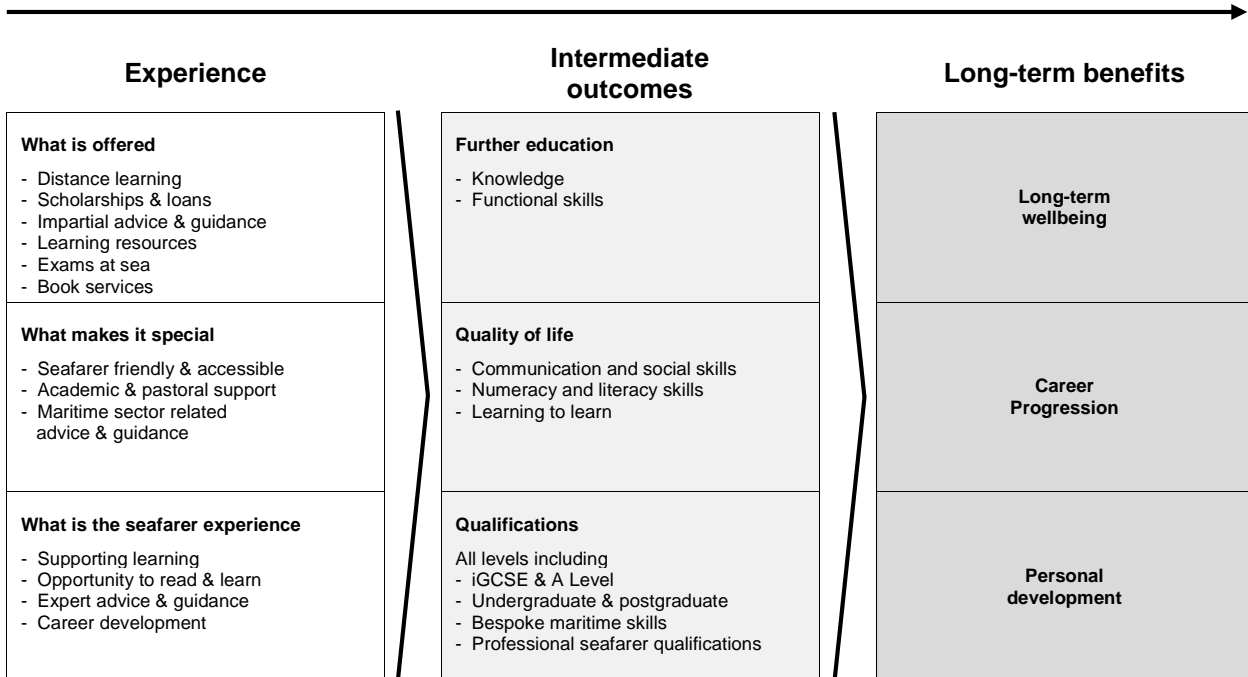 Experience
Intermediate
outcomes
Long-term benefits
What is offered
- Distance learning
- Scholarships & loans
- Impartial advice & guidance
- Learning resources
- Exams at sea
- Book services
What makes it special
- Seafarer friendly & accessible
- Academic & pastoral support
- Maritime sector related
advice & guidance
What is the seafarer experience
- Supporting learning
- Opportunity to read & learn
- Expert advice & guidance
- Career development
Further education
- Knowledge
- Functional skills
Quality of life
- Communication and social skills
- Numeracy and literacy skills
- Learning to learn
Qualifications
All levels including
- iGCSE & A Level
- Undergraduate & postgraduate
- Bespoke maritime skills
- Professional seafarer qualifications
Long-term
wellbeing
Career
Progression
Personal
development